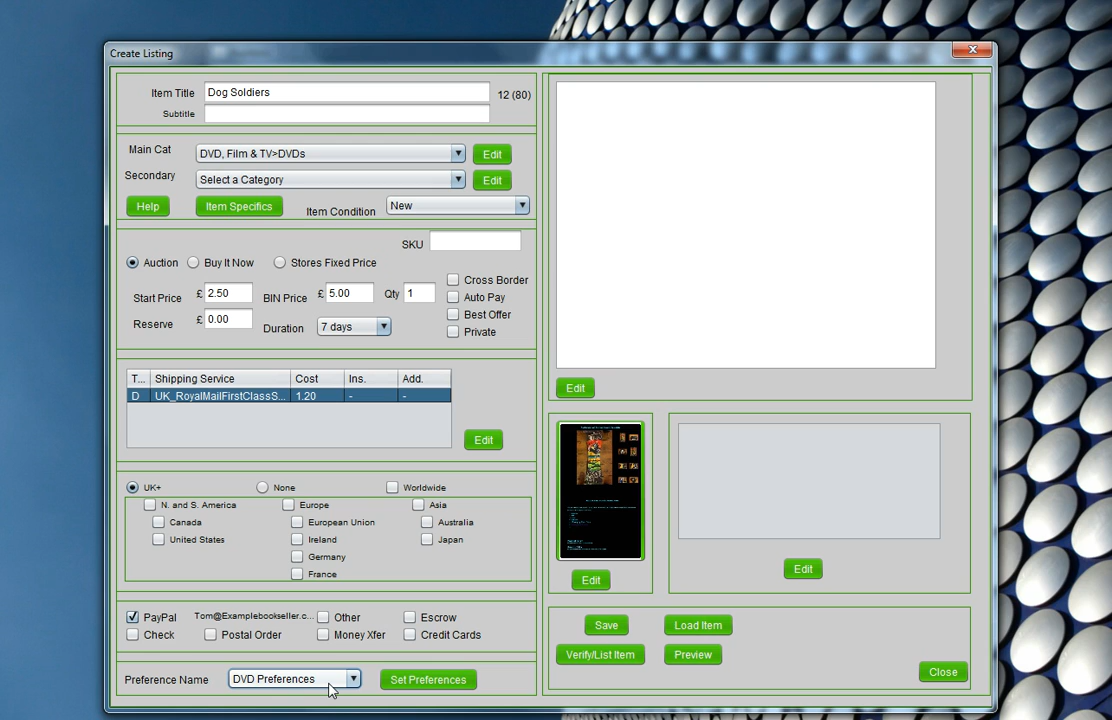 Create Listing
Item Title Dog Soldiers 12 (80)
Subtitle
Main Cat DVD, Film & TV>DVDs Edit
Secondary Select a Category Edit
Help Item Specifics Item Condition New
SKU
Auction Buy It Now Stores Fixed Price
Cross Border
Start Price £ 2.50 BIN Price £ 5.00 Qty 1 Auto Pay
Reserve £ 0.00 Duration 7 days Best Offer
Private
T... Shipping Service Cost Ins. Add.
D UK_RoyalMailFirstClassS... 1.20 - -
Edit
UK+ None Worldwide
N. and S. America Europe Asia
Canada European Union Australia
United States Ireland Japan
Germany
France
PayPal Tom@Examplebookseller.c... Other Escrow
Check Postal Order Money Xfer Credit Cards
Preference Name DVD Preferences Set Preferences
Edit
Edit
Edit
Save Load Item
Verify/List Item Preview
Close